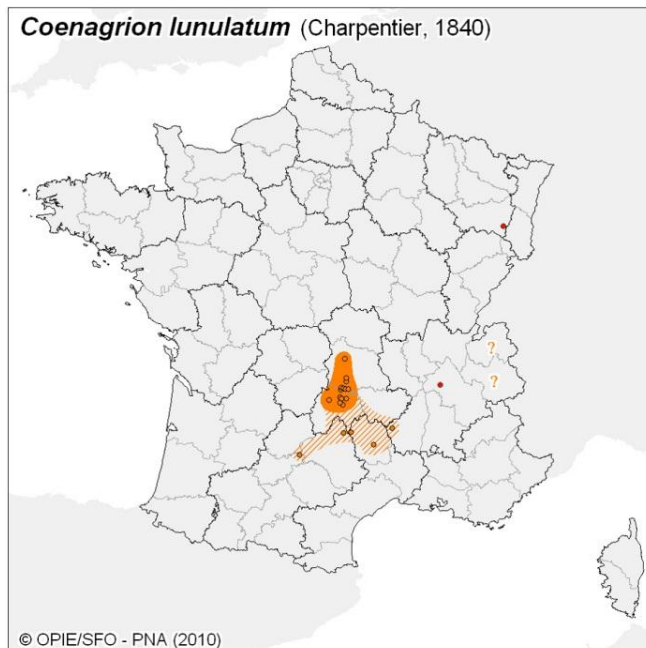 Coenagrion lunulatum (Charpentier, 1840)
?
?
© OPIE/SFO - PNA (2010)